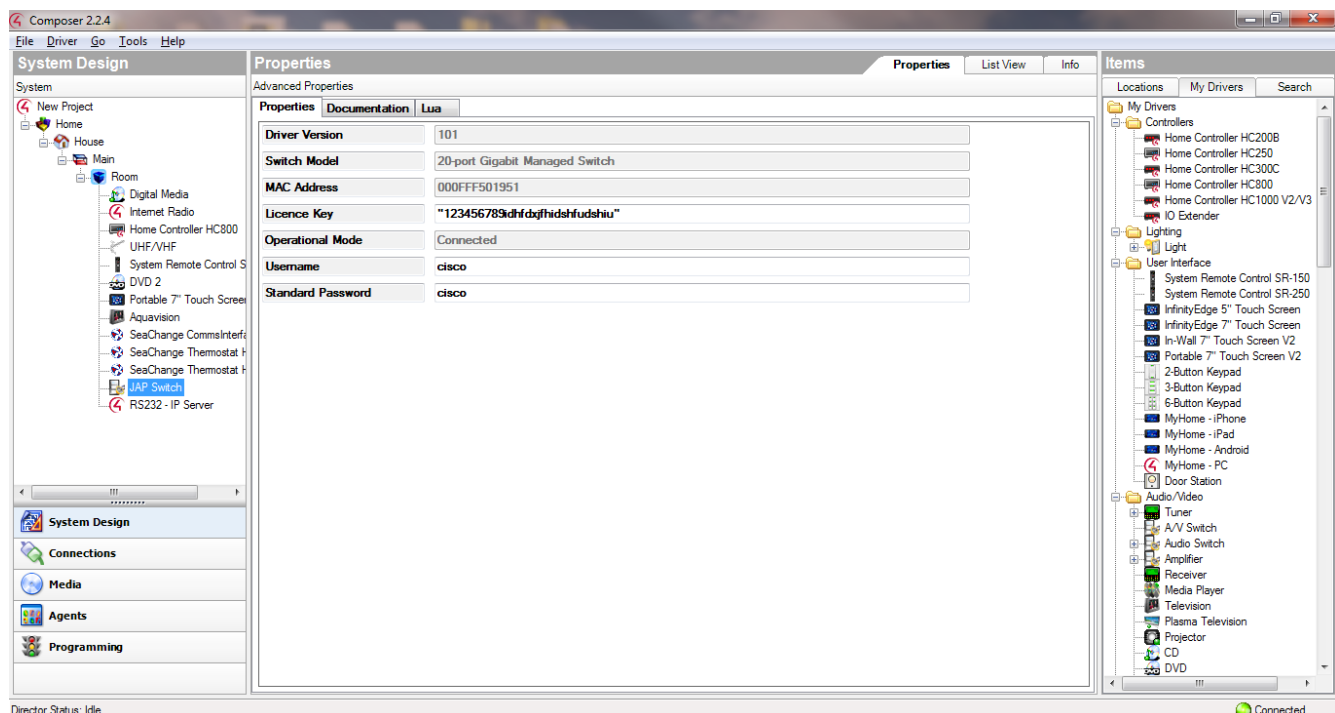 Composer 2.2.4
File Driver Go Tools Help
System Design
System
New Project
Home
House
Main
Room
Digital Media
Internet Radio
Home Controller HC800
UHF/VHF
System Remote Control S
DVD 2
Portable 7" Touch Screen
Aquavision
SeaChange CommsInterfa
SeaChange Thermostat H
SeaChange Thermostat H
JAP Switch
RS232 - IP Server
System Design
Connections
Media
Agents
Programming
Properties
Properties List View Info
Advanced Properties
Properties Documentation Lua
Driver Version 101
Switch Model 20-port Gigabit Managed Switch
MAC Address 000FFF501951
Licence Key "123456789idhfdxjfhidshfudshiu"
Operational Mode Connected
Username cisco
Standard Password cisco
Items
Locations My Drivers Search
My Drivers
Controllers
Home Controller HC200B
Home Controller HC250
Home Controller HC300C
Home Controller HC800
Home Controller HC1000 V2/V3
IO Extender
Lighting
Light
User Interface
System Remote Control SR-150
System Remote Control SR-250
InfinityEdge 5" Touch Screen
InfinityEdge 7" Touch Screen
In-Wall 7" Touch Screen V2
Portable 7" Touch Screen V2
2-Button Keypad
3-Button Keypad
6-Button Keypad
MyHome - iPhone
MyHome - iPad
MyHome - Android
MyHome - PC
Door Station
Audio/Video
Tuner
A/V Switch
Audio Switch
Amplifier
Receiver
Media Player
Television
Plasma Television
Projector
CD
DVD
Director Status: Idle
Connected